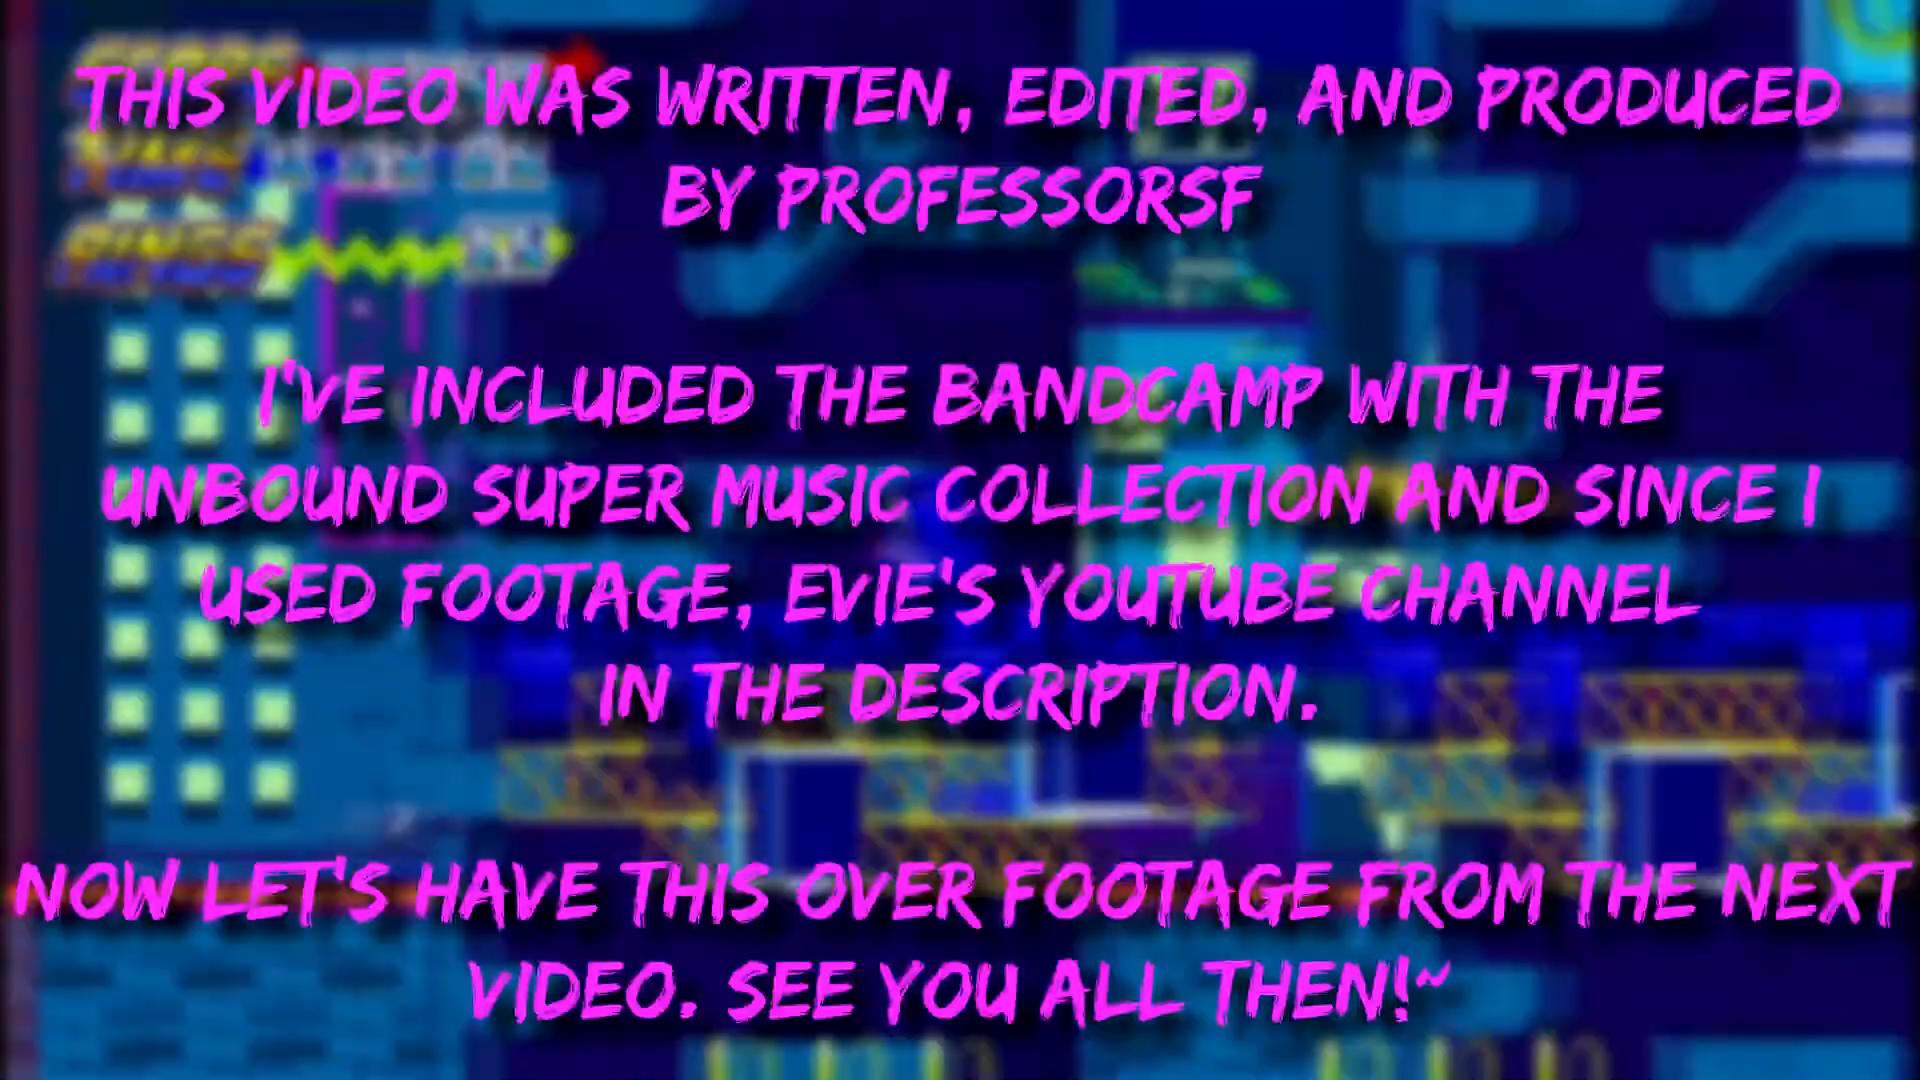 THIS VIDEO WAS WRITTEN, EDITED, AND PRODUCED
BY PROFESSORSF
I'VE INCLUDED THE BANDCAMP WITH THE
UNBOUND SUPER MUSIC COLLECTION AND SINCE I
USED FOOTAGE, EVIE'S YOUTUBE CHANNEL
IN THE DESCRIPTION.
NOW LET'S HAVE THIS OVER FOOTAGE FROM THE NEXT
VIDEO. SEE YOU ALL THEN!~